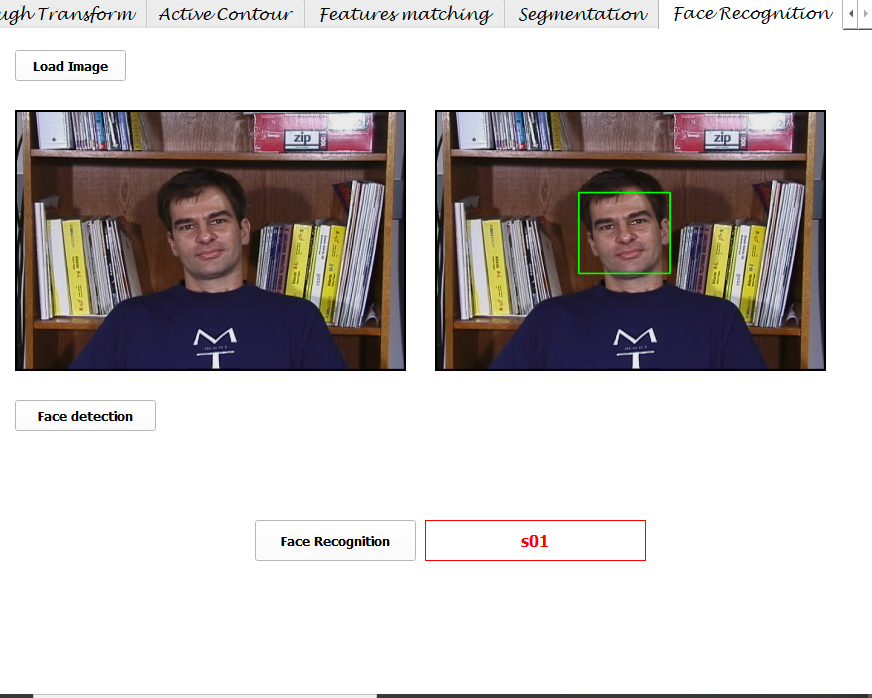 ugh Transform
Active Contour
Features matching
Segmentation
Face Recognition
Load Image
zip
zip
M
T
M
T
Face detection
Face Recognition
s01